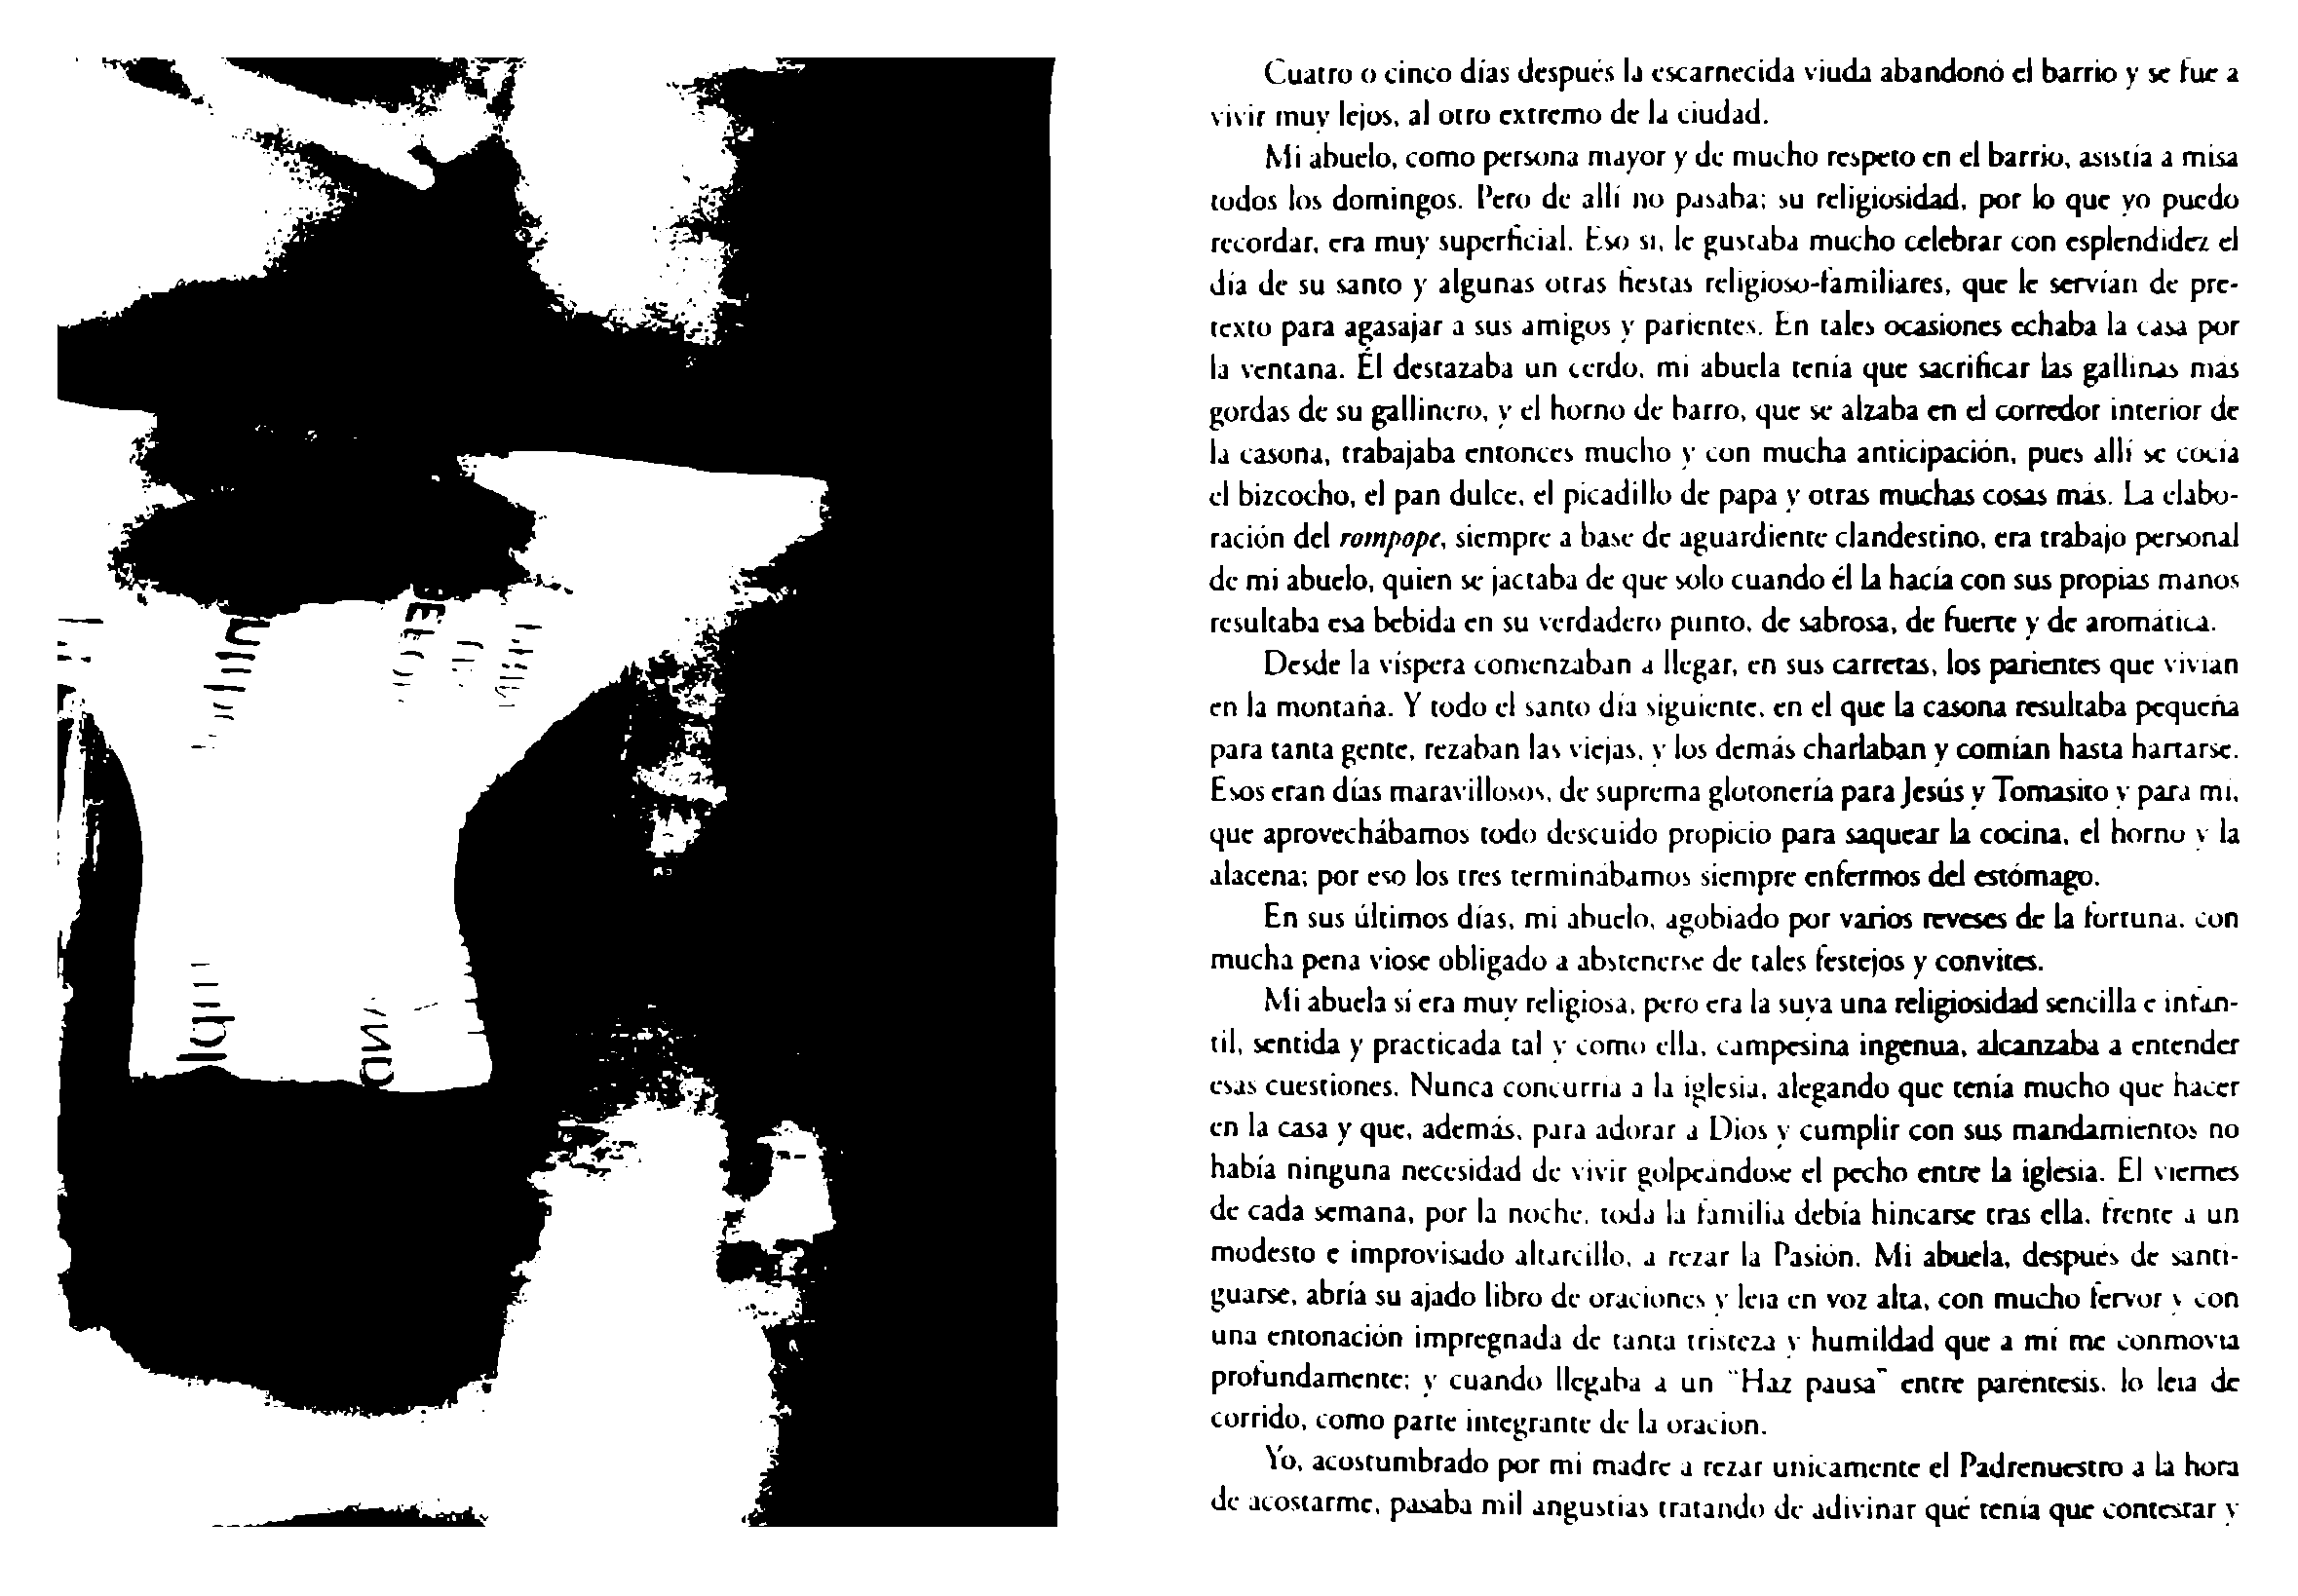 Cuatro o cinco días después la escarnecida viuda abandonó el barrio y se fue a
vivir muy lejos, al otro extremo de la ciudad.
Mi abuelo, como persona mayor y de mucho respeto en el barrio, asistía a misa
todos los domingos. Pero de allí no pasaba; su religiosidad, por lo que yo puedo
recordar, era muy superficial. Eso sí, le gustaba mucho celebrar con esplendidez el
día de su santo y algunas otras fiestas religioso-familiares, que le servían de pre-
texto para agasajar a sus amigos y parientes. En tales ocasiones echaba la casa por
la ventana. Él destazaba un cerdo, mi abuela tenía que sacrificar las gallinas más
gordas de su gallinero, y el horno de barro, que se alzaba en el corredor interior de
la casona, trabajaba entonces mucho y con mucha anticipación, pues allí se cocía
el bizcocho, el pan dulce, el picadillo de papa y otras muchas cosas más. La elabo-
ración del rompope, siempre a base de aguardiente clandestino, era trabajo personal
de mi abuelo, quien se jactaba de que solo cuando él la hacía con sus propias manos
resultaba esa bebida en su verdadero punto, de sabrosa, de fuerte y de aromática.
Desde la víspera comenzaban a llegar, en sus carretas, los parientes que vivían
en la montaña. Y todo el santo día siguiente, en el que la casona resultaba pequeña
para tanta gente, rezaban las viejas, y los demás charlaban y comían hasta hartarse.
Esos eran días maravillosos, de suprema glotonería para Jesús y Tomasito y para mí,
que aprovechábamos todo descuido propicio para saquear la cocina, el horno y la
alacena; por eso los tres terminábamos siempre enfermos del estómago.
En sus últimos días, mi abuelo, agobiado por varios reveses de la fortuna, con
mucha pena viose obligado a abstenerse de tales festejos y convites.
Mi abuela sí era muy religiosa, pero era la suya una religiosidad sencilla e infan-
til, sentida y practicada tal y como ella, campesina ingenua, alcanzaba a entender
esas cuestiones. Nunca concurría a la iglesia, alegando que tenía mucho que hacer
en la casa y que, además, para adorar a Dios y cumplir con sus mandamientos no
había ninguna necesidad de vivir golpeándose el pecho entre la iglesia. El viernes
de cada semana, por la noche, toda la familia debía hincarse tras ella, frente a un
modesto e improvisado altarcillo, a rezar la Pasión. Mi abuela, después de santi-
guarse, abría su ajado libro de oraciones y leía en voz alta, con mucho fervor y con
una entonación impregnada de tanta tristeza y humildad que a mí me conmovía
profundamente; y cuando llegaba a un "Haz pausa" entre paréntesis, lo leía de
corrido, como parte integrante de la oración.
Yo, acostumbrado por mi madre a rezar únicamente el Padrenuestro a la hora
de acostarme, pasaba mil angustias tratando de adivinar qué tenía que contestar y